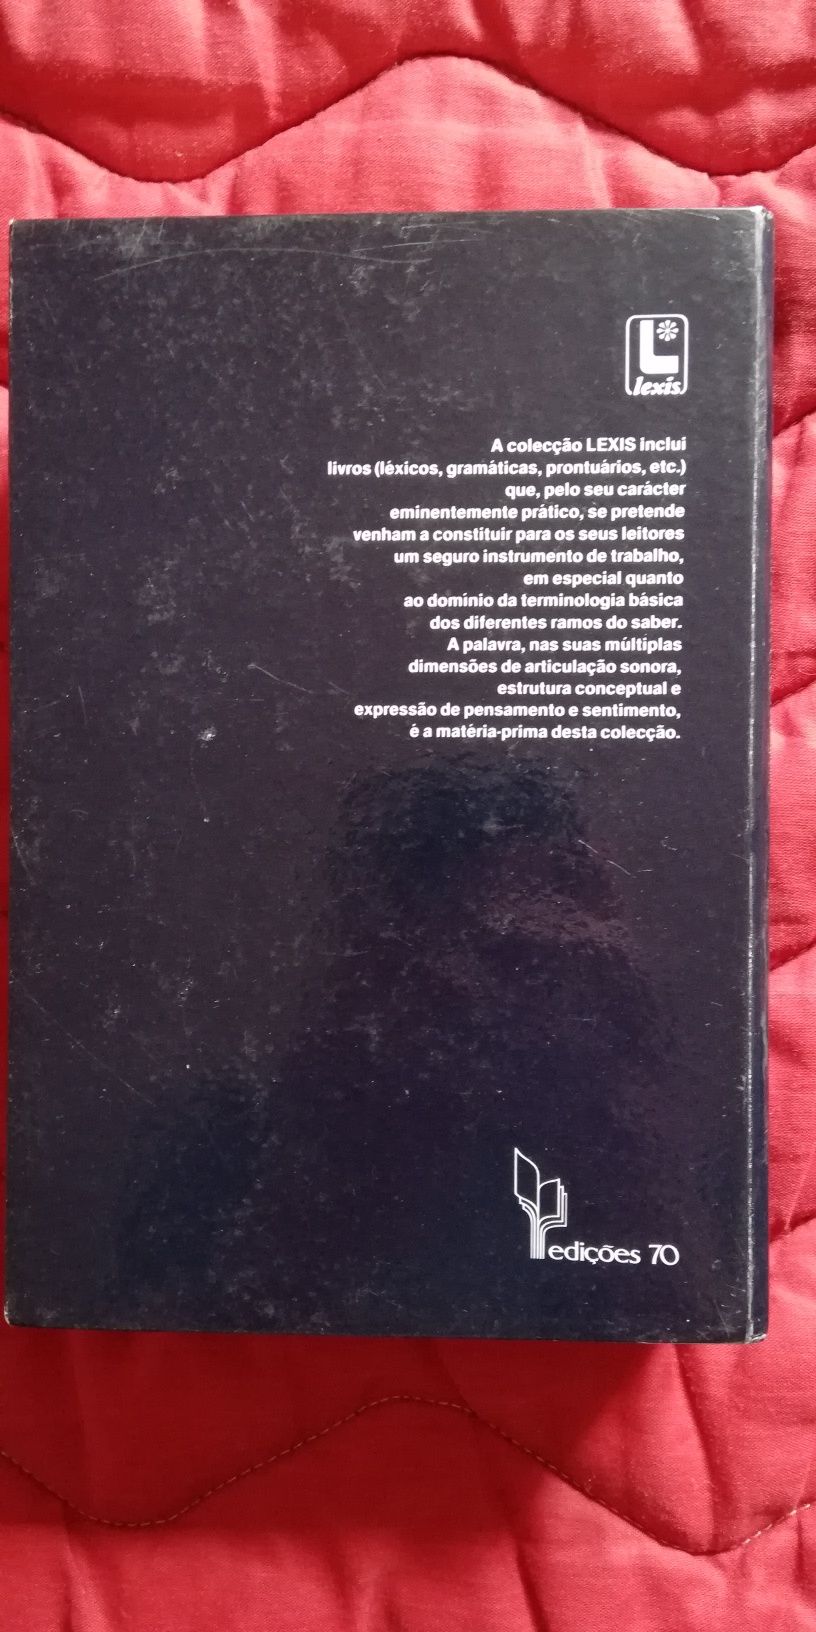 L
lexis
A colecção LEXIS inclui
livros (léxicos, gramáticas, prontuários, etc.)
que, pelo seu carácter
eminentemente prático, se pretende
venham a constituir para os seus leitores
um seguro instrumento de trabalho,
em especial quanto
ao domínio da terminologia básica
dos diferentes ramos do saber.
A palavra, nas suas múltiplas
dimensões de articulação sonora,
estrutura conceptual e
expressão de pensamento e sentimento,
é a matéria-prima desta colecção.
edições 70